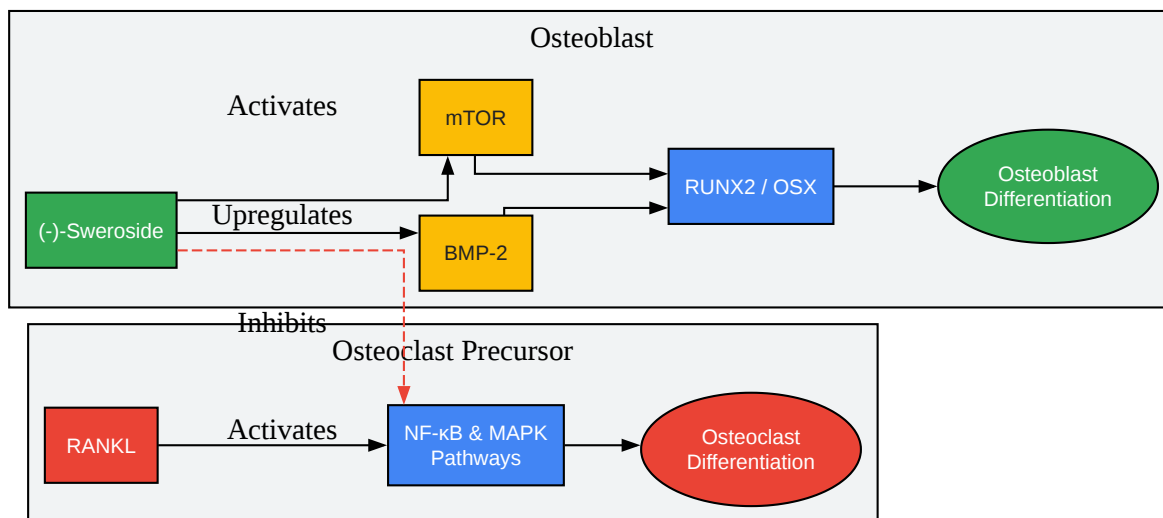 Osteoblast
Activates
mTOR
RUNX2 / OSX
Osteoblast
Differentiation
(-)-Sweroside
Upregulates
BMP-2
Inhibits
Osteoclast Precursor
RANKL
Activates
NF-κB & MAPK
Pathways
Osteoclast
Differentiation